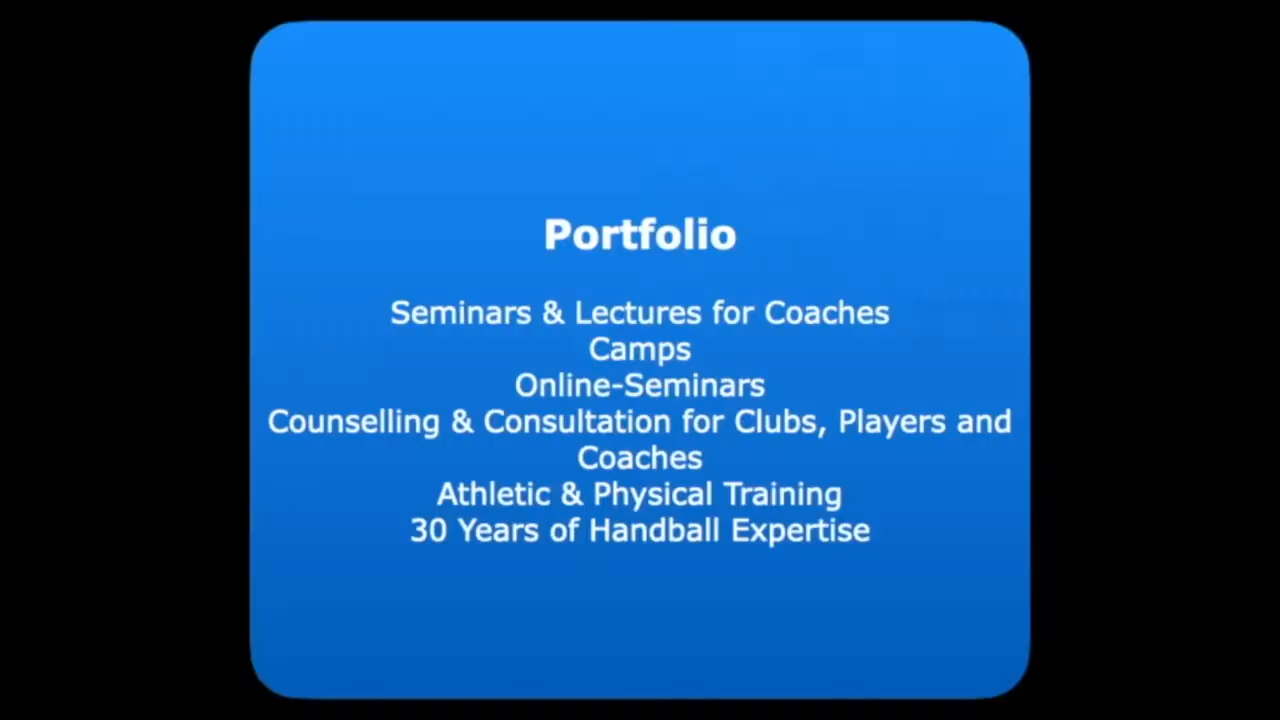 Portfolio
Seminars & Lectures for Coaches
Camps
Online-Seminars
Counselling & Consultation for Clubs, Players and
Coaches
Athletic & Physical Training
30 Years of Handball Expertise